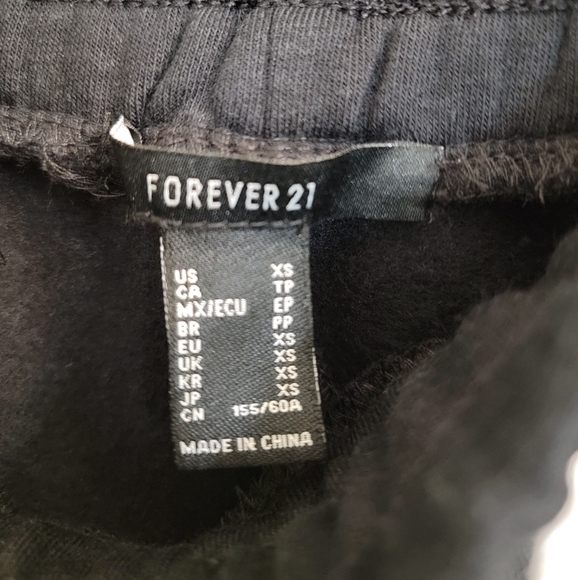 FOREVER 21
US XS
CA TP
MX/ECU EP
BR PP
EU XS
UK XS
KR XS
JP XS
CN 155/60A
MADE IN CHINA